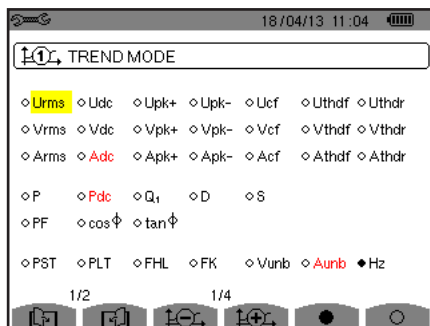 18/04/13 11:04
1 TREND MODE
Urms Udc Upk+ Upk- Ucf Uthdf Uthdr
Vrms Vdc Vpk+ Vpk- Vcf Vthdf Vthdr
Arms Adc Apk+ Apk- Acf Athdf Athdr
P Pdc Q₁ D S
PF cosΦ tanΦ
PST PLT FHL FK Vunb Aunb Hz
1/2 1/4